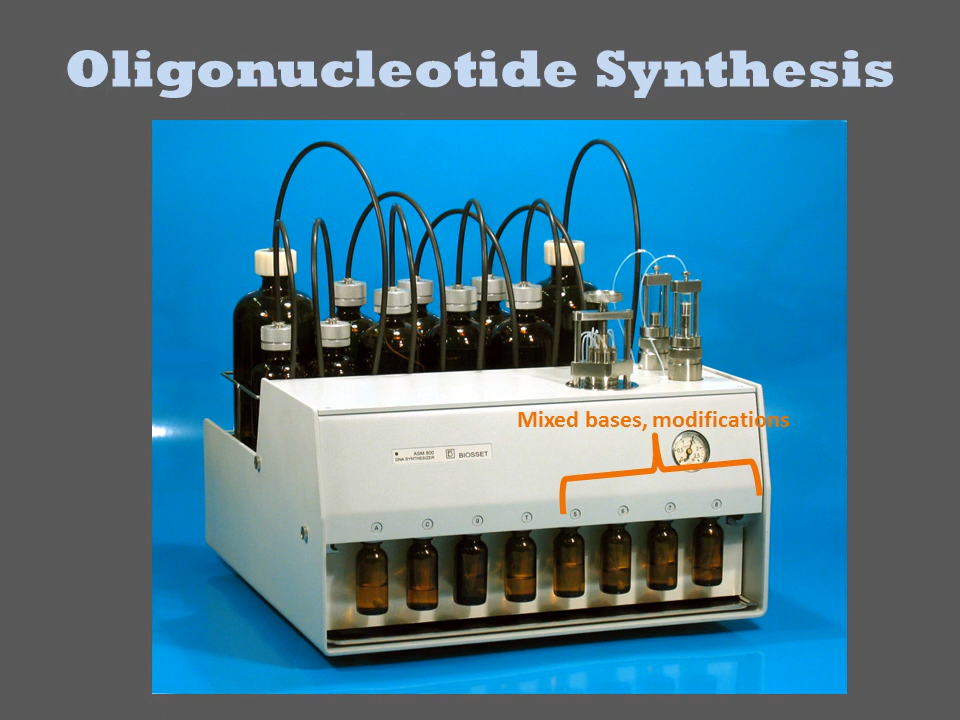 Oligonucleotide Synthesis
Mixed bases, modifications
ASM 800
DNA SYNTHESIZER
BIOSSET
A C G T 5 6 7 8